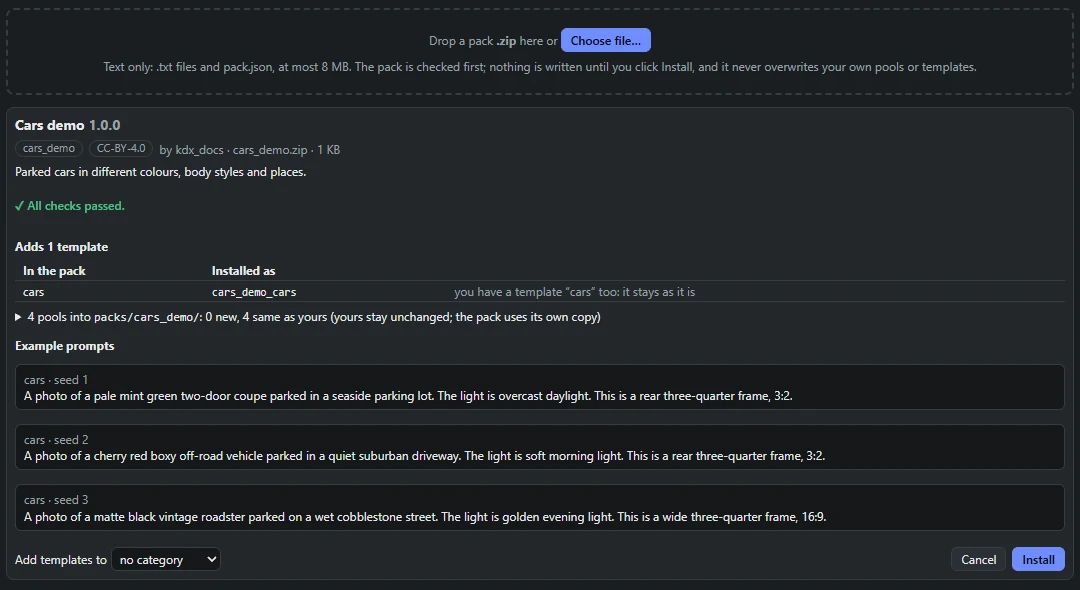 Drop a pack .zip here or Choose file...
Text only: .txt files and pack.json, at most 8 MB. The pack is checked first; nothing is written until you click Install, and it never overwrites your own pools or templates.
Cars demo 1.0.0
cars_demo CC-BY-4.0 by kdx_docs · cars_demo.zip · 1 KB
Parked cars in different colours, body styles and places.
✓ All checks passed.
Adds 1 template
In the pack Installed as
cars cars_demo_cars you have a template “cars” too: it stays as it is
▶ 4 pools into packs/cars_demo/: 0 new, 4 same as yours (yours stay unchanged; the pack uses its own copy)
Example prompts
cars · seed 1
A photo of a pale mint green two-door coupe parked in a seaside parking lot. The light is overcast daylight. This is a rear three-quarter frame, 3:2.
cars · seed 2
A photo of a cherry red boxy off-road vehicle parked in a quiet suburban driveway. The light is soft morning light. This is a rear three-quarter frame, 3:2.
cars · seed 3
A photo of a matte black vintage roadster parked on a wet cobblestone street. The light is golden evening light. This is a wide three-quarter frame, 16:9.
Add templates to no category Cancel Install